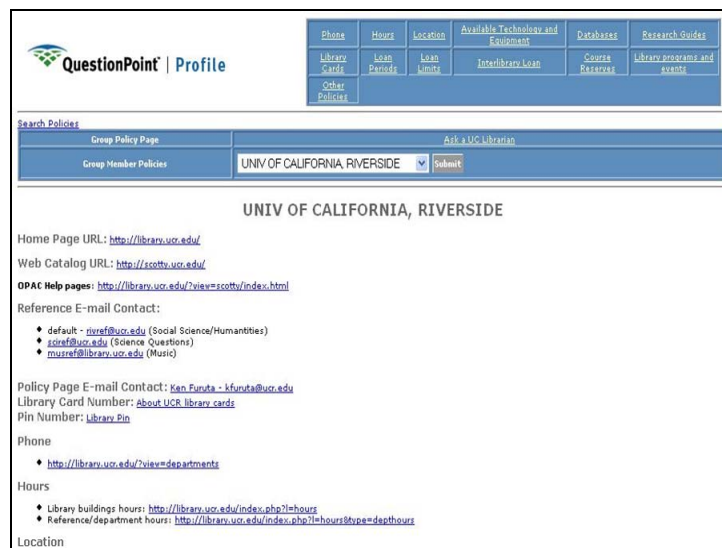 QuestionPoint® | Profile
Phone Hours Location Available Technology and Equipment Databases Research Guides
Library Cards Loan Periods Loan Limits Interlibrary Loan Course Reserves Library programs and events
Other Policies
Search Policies
Group Policy Page Ask a UC Librarian
Group Member Policies UNIV OF CALIFORNIA, RIVERSIDE Submit
UNIV OF CALIFORNIA, RIVERSIDE
Home Page URL: http://library.ucr.edu/
Web Catalog URL: http://scotty.ucr.edu/
OPAC Help pages: http://library.ucr.edu/?view=scotty/index.html
Reference E-mail Contact:
default - rivref@ucr.edu (Social Science/Humanities)
sciref@ucr.edu (Science Questions)
musref@library.ucr.edu (Music)
Policy Page E-mail Contact: Ken Furuta - kfuruta@ucr.edu
Library Card Number: About UCR library cards
Pin Number: Library Pin
Phone
http://library.ucr.edu/?view=departments
Hours
Library buildings hours: http://library.ucr.edu/index.php?l=hours
Reference/department hours: http://library.ucr.edu/index.php?l=hours&type=depthours
Location